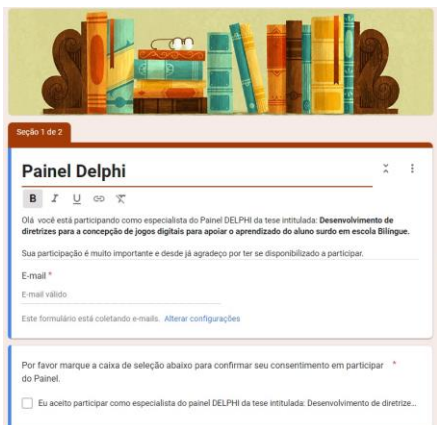 Seção 1 de 2
Painel Delphi
B I U
Olá você está participando como especialista do Painel DELPHI da tese intitulada: Desenvolvimento de
diretrizes para a concepção de jogos digitais para apoiar o aprendizado do aluno surdo em escola Bilíngue.
Sua participação é muito importante e desde já agradeço por ter se disponibilizado a participar.
E-mail *
E-mail válido
Este formulário está coletando e-mails. Alterar configurações
Por favor marque a caixa de seleção abaixo para confirmar seu consentimento em participar *
do Painel.
Eu aceito participar como especialista do painel DELPHI da tese intitulada: Desenvolvimento de diretrize...